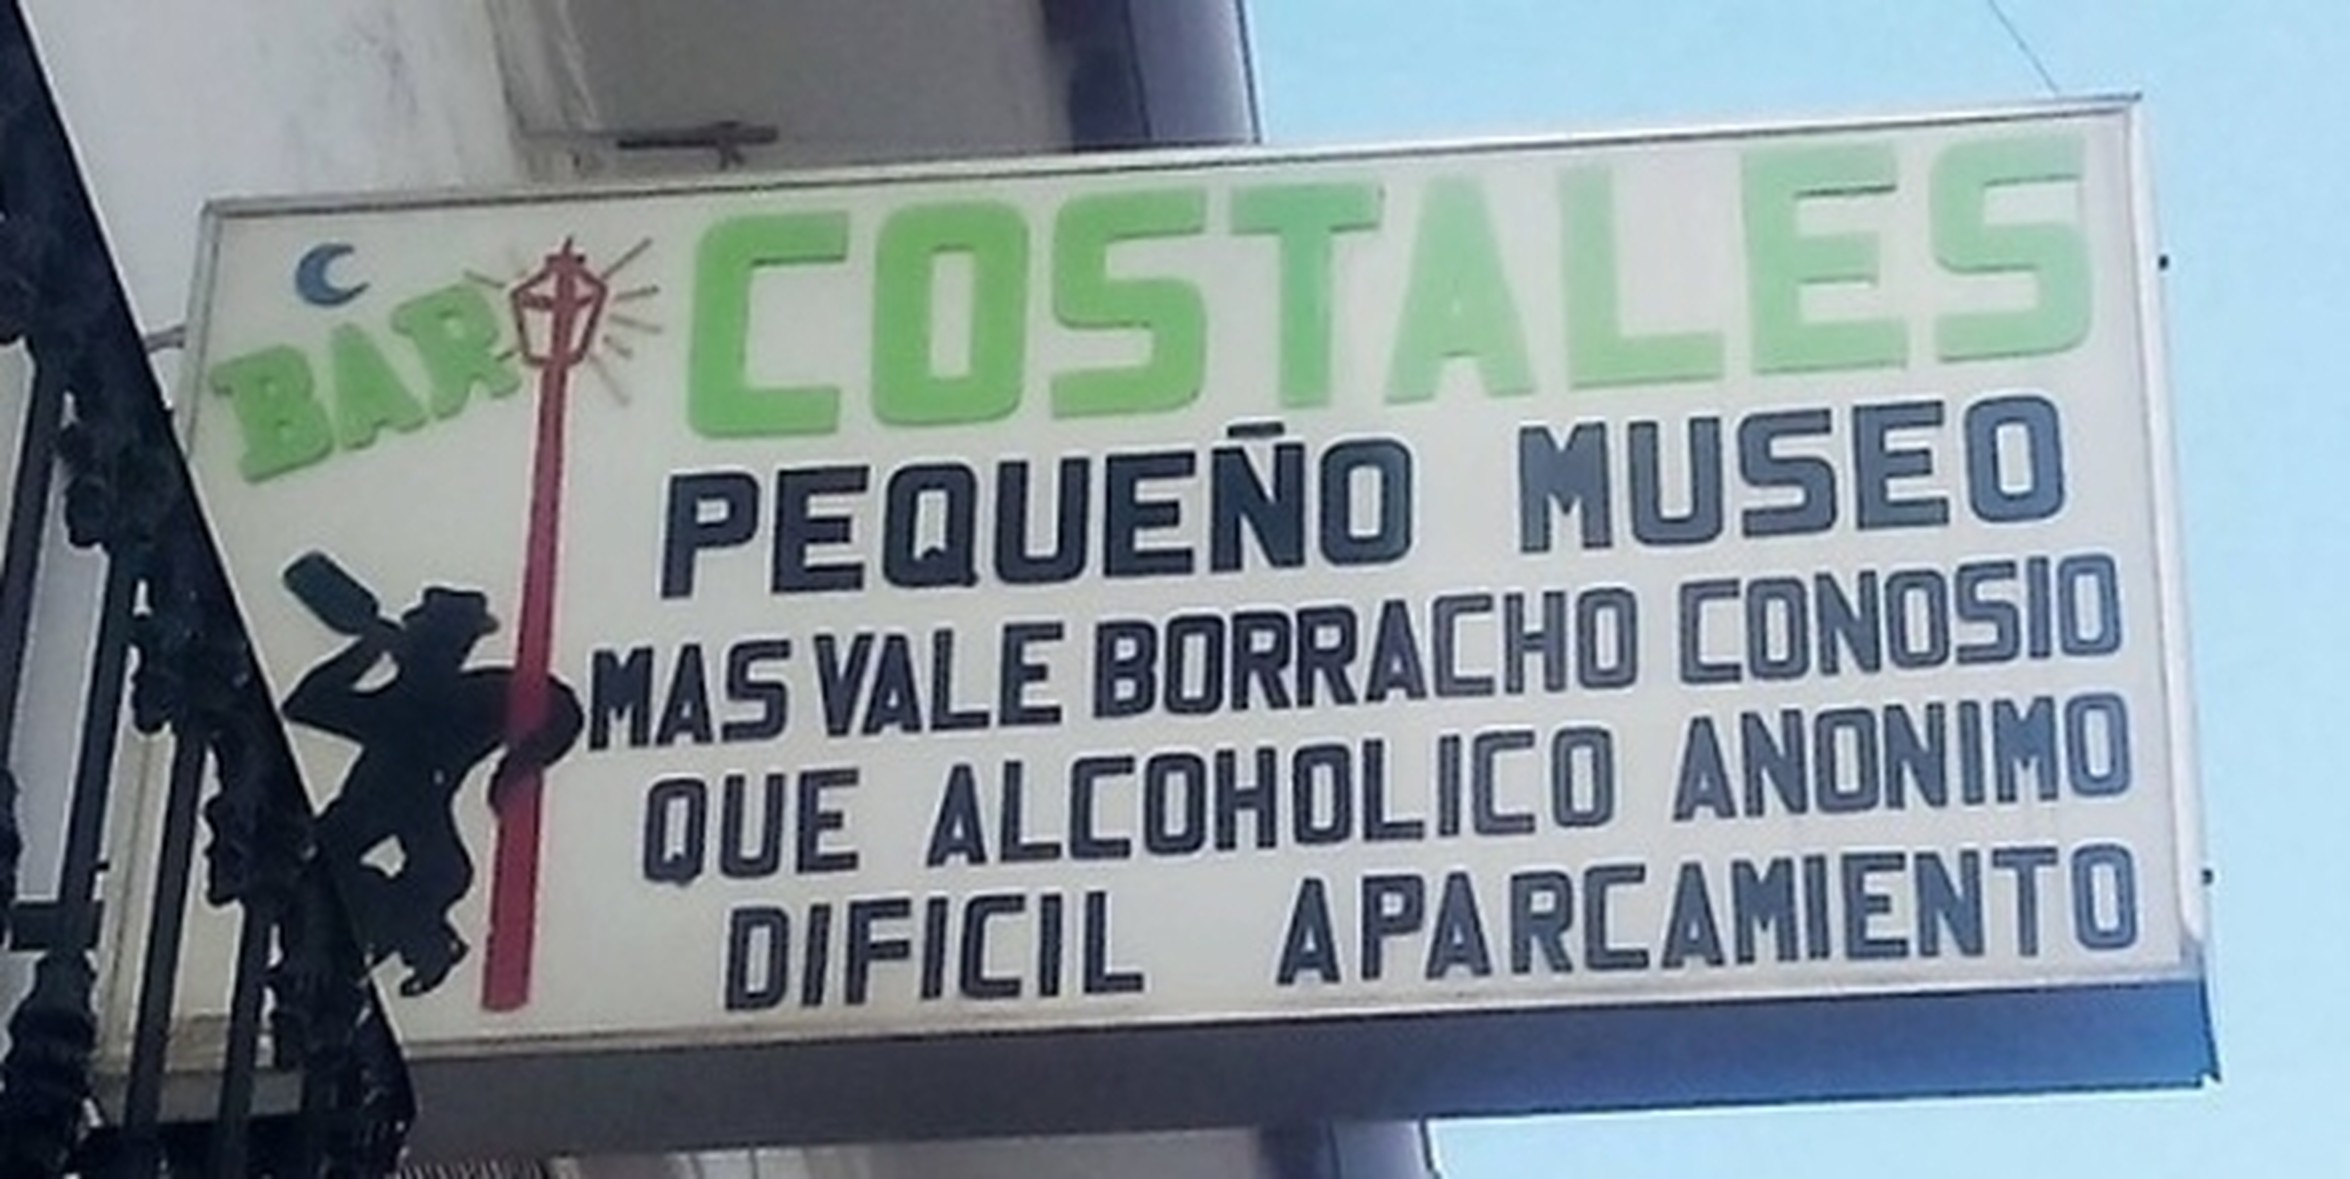 BAR COSTALES
PEQUEÑO MUSEO
MAS VALE BORRACHO CONOSIO
QUE ALCOHOLICO ANONIMO
DIFICIL APARCAMIENTO